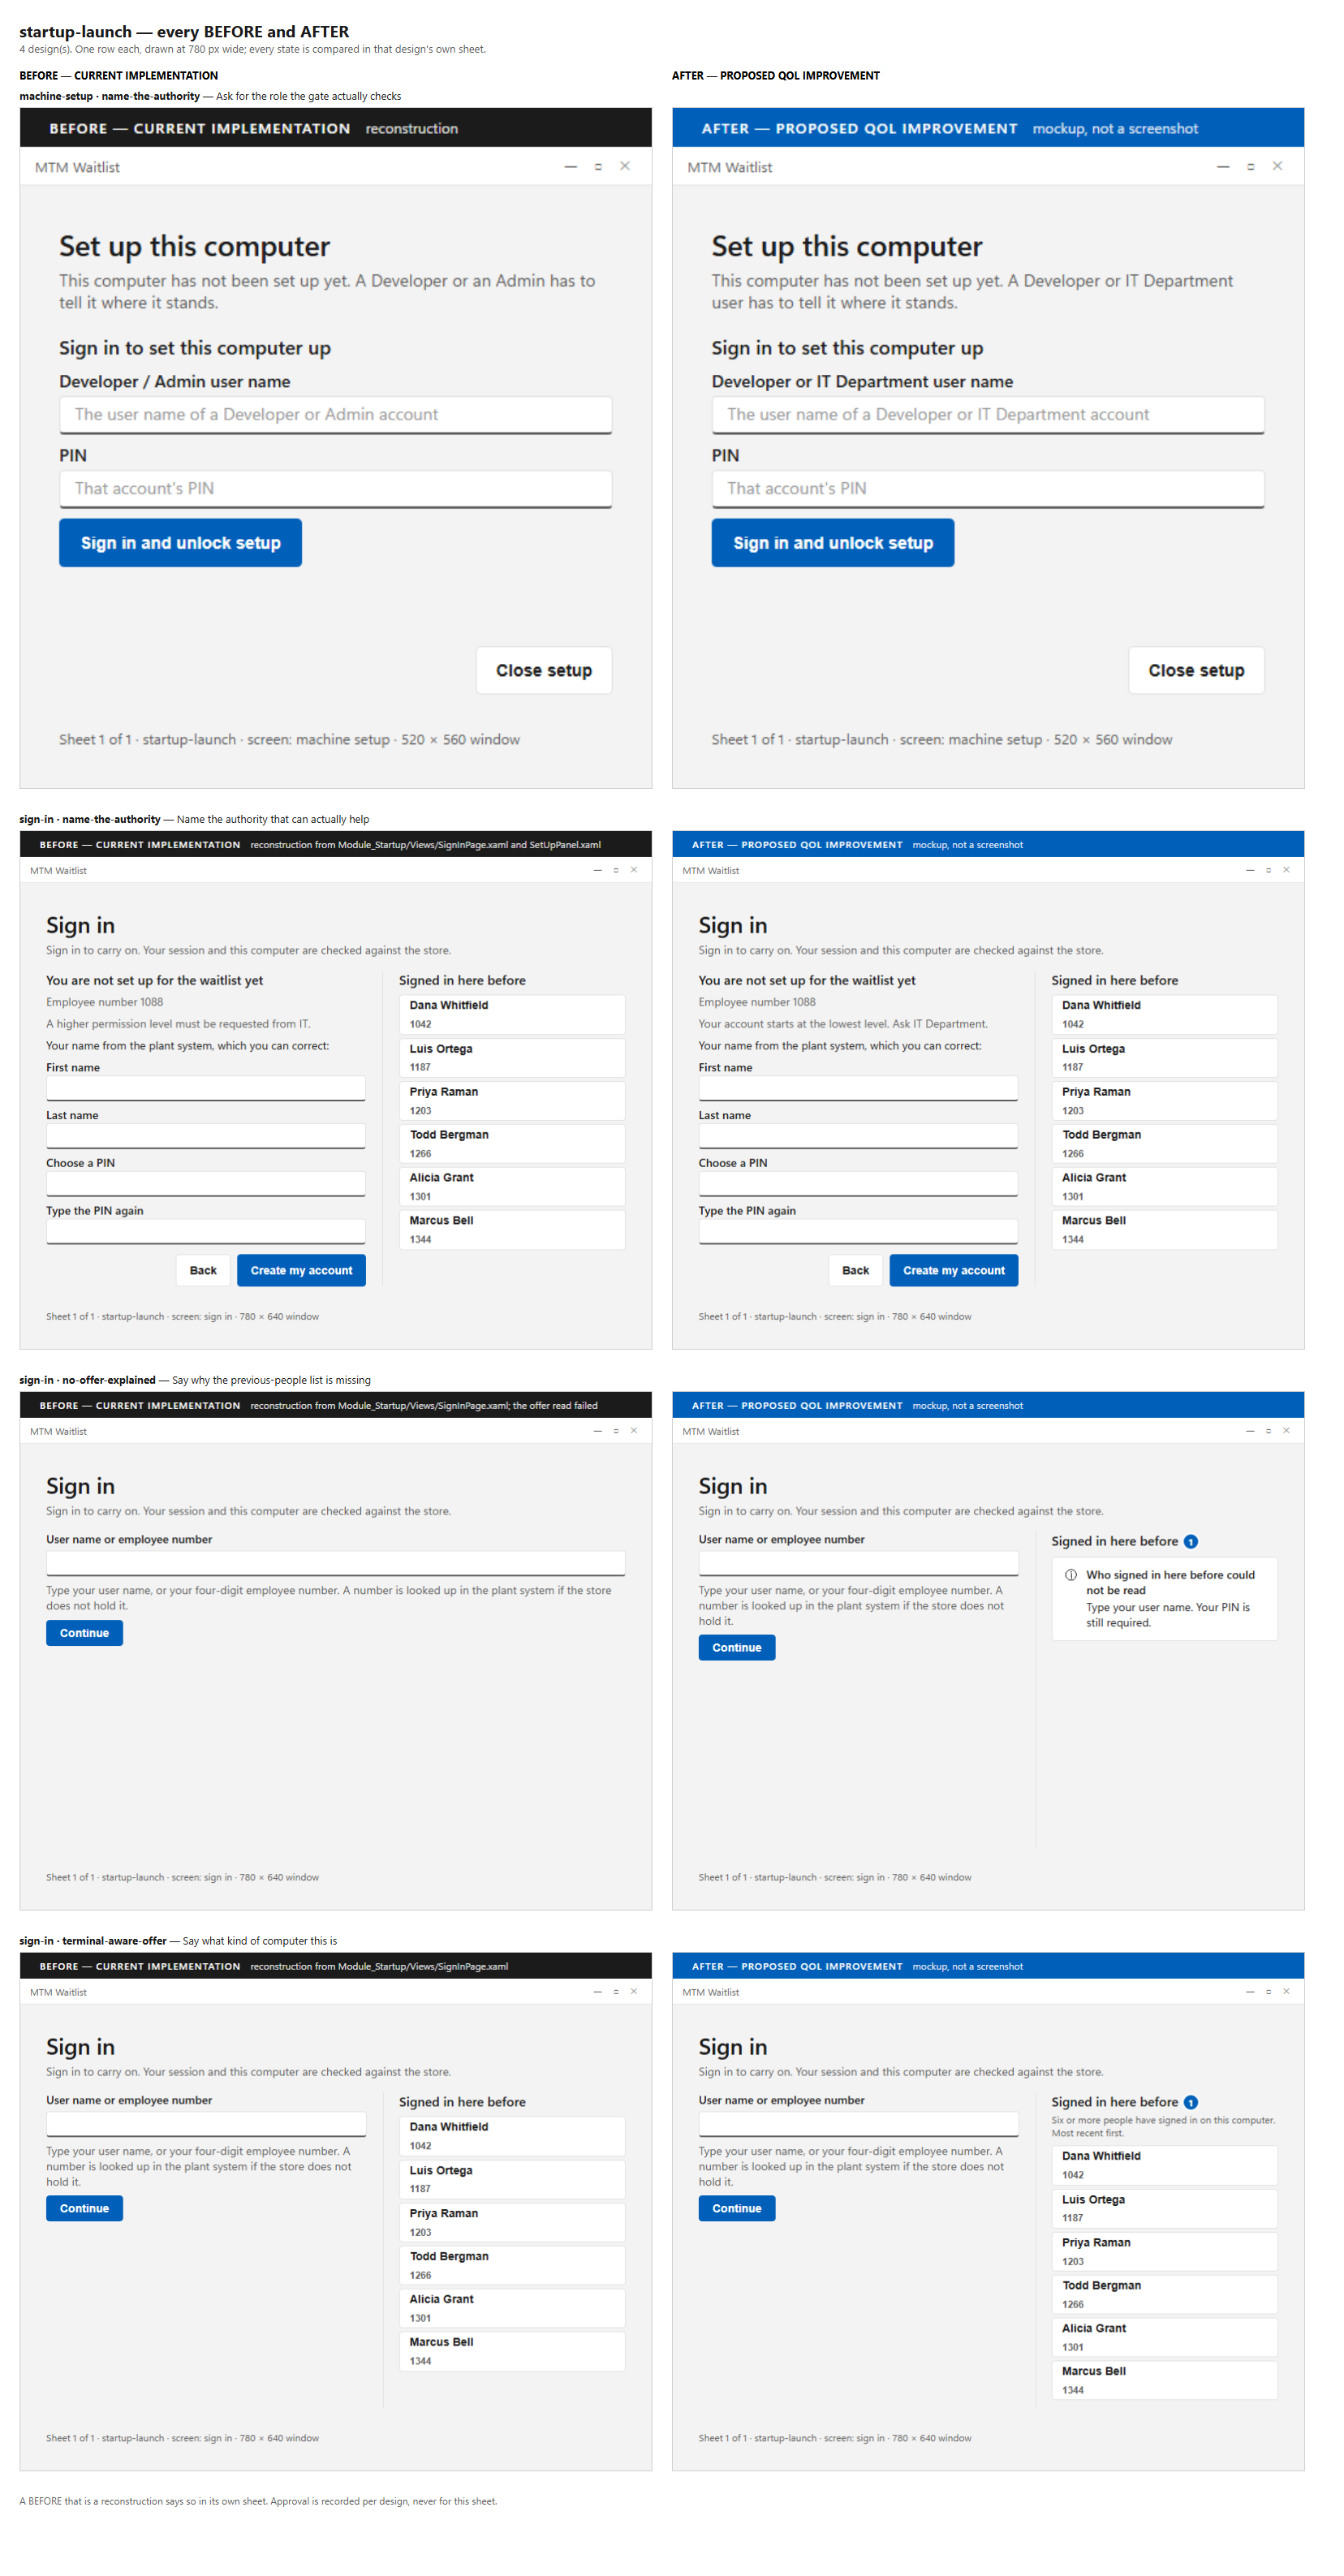 startup-launch — every BEFORE and AFTER
4 design(s). One row each, drawn at 780 px wide; every state is compared in that design's own sheet.
BEFORE — CURRENT IMPLEMENTATION
AFTER — PROPOSED QOL IMPROVEMENT
machine-setup · name-the-authority — Ask for the role the gate actually checks
BEFORE — CURRENT IMPLEMENTATION reconstruction
MTM Waitlist
Set up this computer
This computer has not been set up yet. A Developer or an Admin has to
tell it where it stands.
Sign in to set this computer up
Developer / Admin user name
The user name of a Developer or Admin account
PIN
That account's PIN
Sign in and unlock setup
Close setup
Sheet 1 of 1 · startup-launch · screen: machine setup · 520 × 560 window
AFTER — PROPOSED QOL IMPROVEMENT mockup, not a screenshot
MTM Waitlist
Set up this computer
This computer has not been set up yet. A Developer or IT Department
user has to tell it where it stands.
Sign in to set this computer up
Developer or IT Department user name
The user name of a Developer or IT Department account
PIN
That account's PIN
Sign in and unlock setup
Close setup
Sheet 1 of 1 · startup-launch · screen: machine setup · 520 × 560 window
sign-in · name-the-authority — Name the authority that can actually help
BEFORE — CURRENT IMPLEMENTATION reconstruction from Module_Startup/Views/SignInPage.xaml and SetUpPanel.xaml
MTM Waitlist
Sign in
Sign in to carry on. Your session and this computer are checked against the store.
You are not set up for the waitlist yet
Employee number 1088
A higher permission level must be requested from IT.
Your name from the plant system, which you can correct:
First name
Last name
Choose a PIN
Type the PIN again
Back
Create my account
Signed in here before
Dana Whitfield
1042
Luis Ortega
1187
Priya Raman
1203
Todd Bergman
1266
Alicia Grant
1301
Marcus Bell
1344
Sheet 1 of 1 · startup-launch · screen: sign in · 780 × 640 window
AFTER — PROPOSED QOL IMPROVEMENT mockup, not a screenshot
MTM Waitlist
Sign in
Sign in to carry on. Your session and this computer are checked against the store.
You are not set up for the waitlist yet
Employee number 1088
Your account starts at the lowest level. Ask IT Department.
Your name from the plant system, which you can correct:
First name
Last name
Choose a PIN
Type the PIN again
Back
Create my account
Signed in here before
Dana Whitfield
1042
Luis Ortega
1187
Priya Raman
1203
Todd Bergman
1266
Alicia Grant
1301
Marcus Bell
1344
Sheet 1 of 1 · startup-launch · screen: sign in · 780 × 640 window
sign-in · no-offer-explained — Say why the previous-people list is missing
BEFORE — CURRENT IMPLEMENTATION reconstruction from Module_Startup/Views/SignInPage.xaml; the offer read failed
MTM Waitlist
Sign in
Sign in to carry on. Your session and this computer are checked against the store.
User name or employee number
Type your user name, or your four-digit employee number. A number is looked up in the plant system if the store
does not hold it.
Continue
Sheet 1 of 1 · startup-launch · screen: sign in · 780 × 640 window
AFTER — PROPOSED QOL IMPROVEMENT mockup, not a screenshot
MTM Waitlist
Sign in
Sign in to carry on. Your session and this computer are checked against the store.
User name or employee number
Type your user name, or your four-digit employee number. A
number is looked up in the plant system if the store does not
hold it.
Continue
Signed in here before 1
Who signed in here before could
not be read
Type your user name. Your PIN is
still required.
Sheet 1 of 1 · startup-launch · screen: sign in · 780 × 640 window
sign-in · terminal-aware-offer — Say what kind of computer this is
BEFORE — CURRENT IMPLEMENTATION reconstruction from Module_Startup/Views/SignInPage.xaml
MTM Waitlist
Sign in
Sign in to carry on. Your session and this computer are checked against the store.
User name or employee number
Type your user name, or your four-digit employee number. A
number is looked up in the plant system if the store does not
hold it.
Continue
Signed in here before
Dana Whitfield
1042
Luis Ortega
1187
Priya Raman
1203
Todd Bergman
1266
Alicia Grant
1301
Marcus Bell
1344
Sheet 1 of 1 · startup-launch · screen: sign in · 780 × 640 window
AFTER — PROPOSED QOL IMPROVEMENT mockup, not a screenshot
MTM Waitlist
Sign in
Sign in to carry on. Your session and this computer are checked against the store.
User name or employee number
Type your user name, or your four-digit employee number. A
number is looked up in the plant system if the store does not
hold it.
Continue
Signed in here before 1
Six or more people have signed in on this computer.
Most recent first.
Dana Whitfield
1042
Luis Ortega
1187
Priya Raman
1203
Todd Bergman
1266
Alicia Grant
1301
Marcus Bell
1344
Sheet 1 of 1 · startup-launch · screen: sign in · 780 × 640 window
A BEFORE that is a reconstruction says so in its own sheet. Approval is recorded per design, never for this sheet.